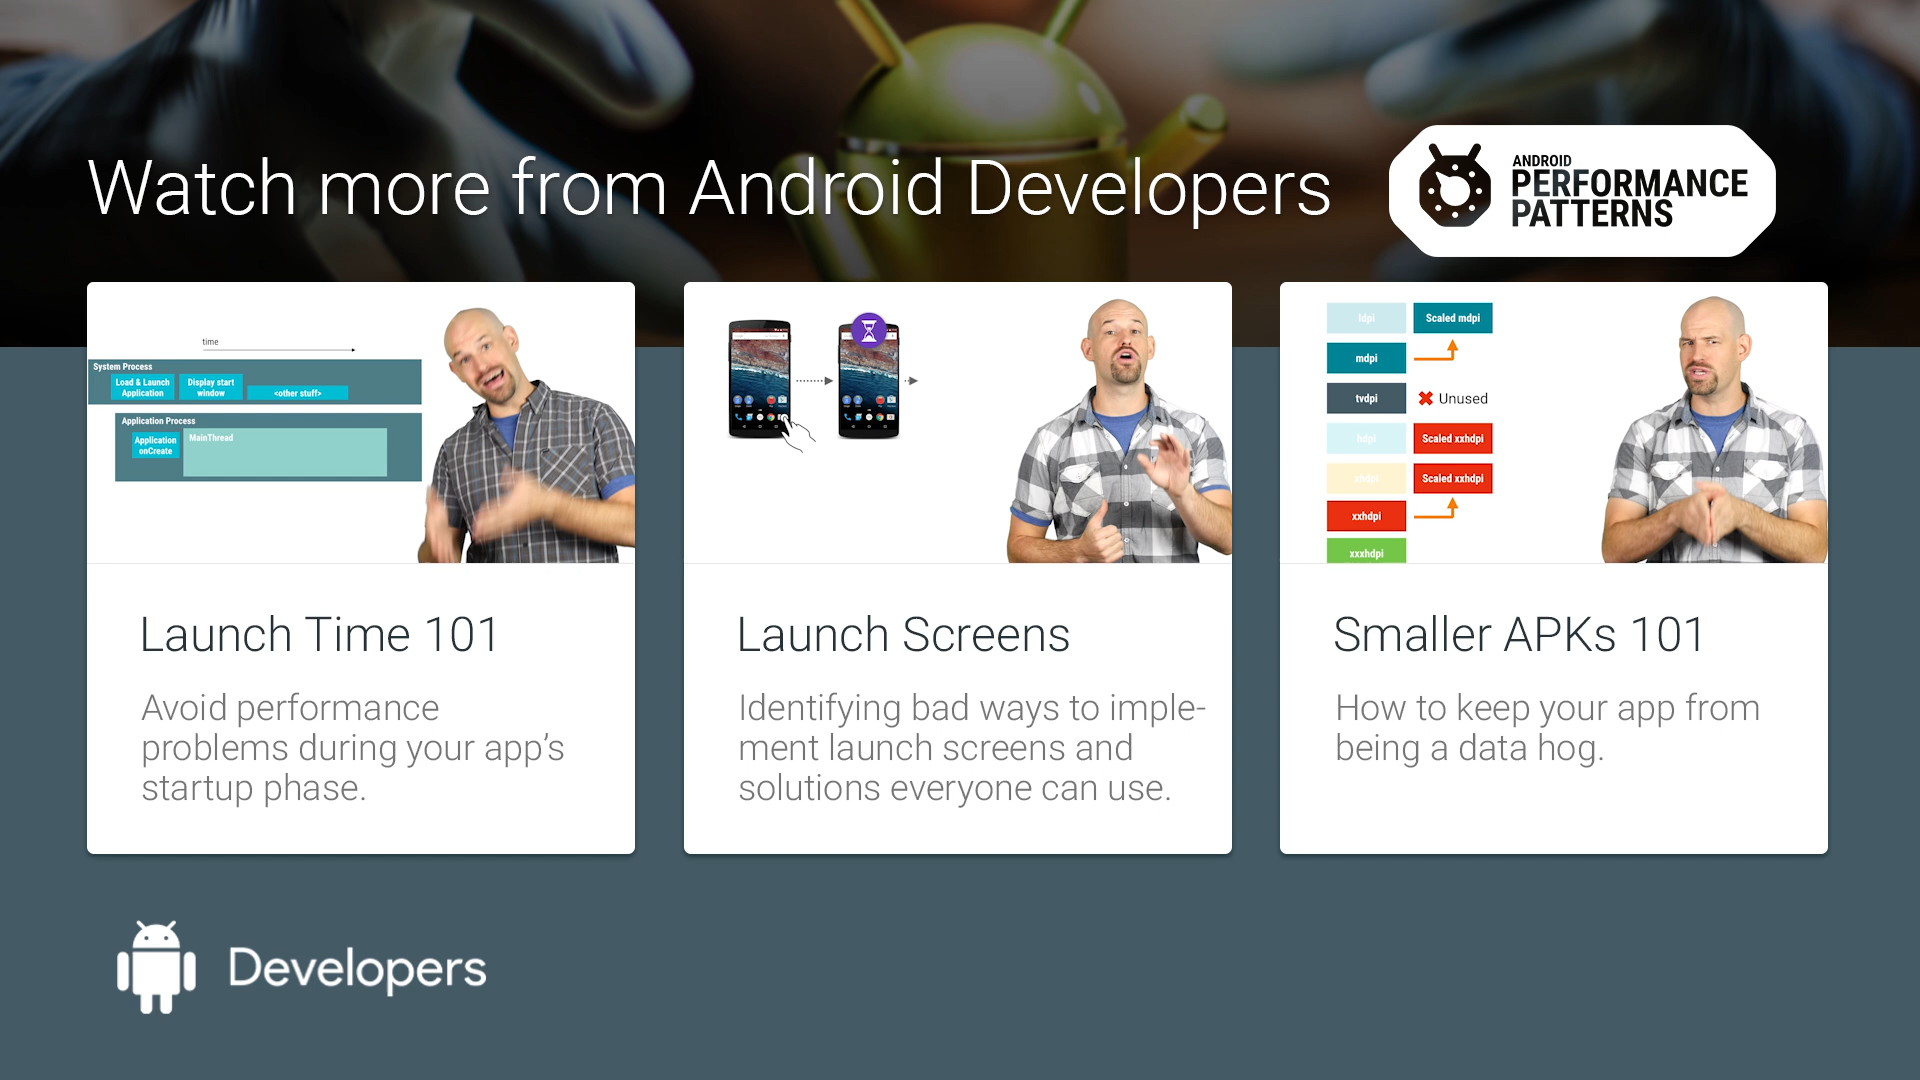 Watch more from Android Developers
ANDROID
PERFORMANCE
PATTERNS
time
System Process
Load & Launch
Application
Display start
window
<other stuff>
Application Process
Application
onCreate
MainThread
Launch Time 101
Avoid performance
problems during your app’s
startup phase.
Launch Screens
Identifying bad ways to imple-
ment launch screens and
solutions everyone can use.
ldpi
Scaled mdpi
mdpi
tvdpi
Unused
hdpi
Scaled xxhdpi
xhdpi
Scaled xxhdpi
xxhdpi
xxxhdpi
Smaller APKs 101
How to keep your app from
being a data hog.
Developers